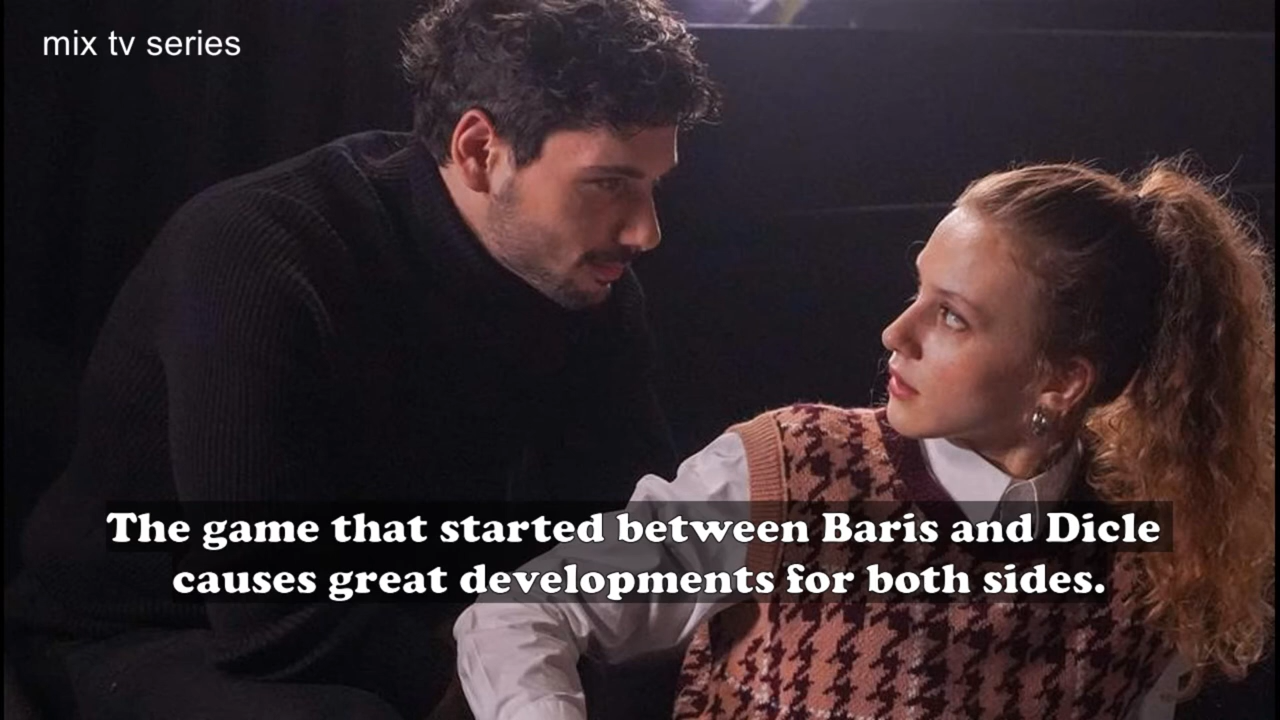 mix tv series
The game that started between Baris and Dicle
causes great developments for both sides.